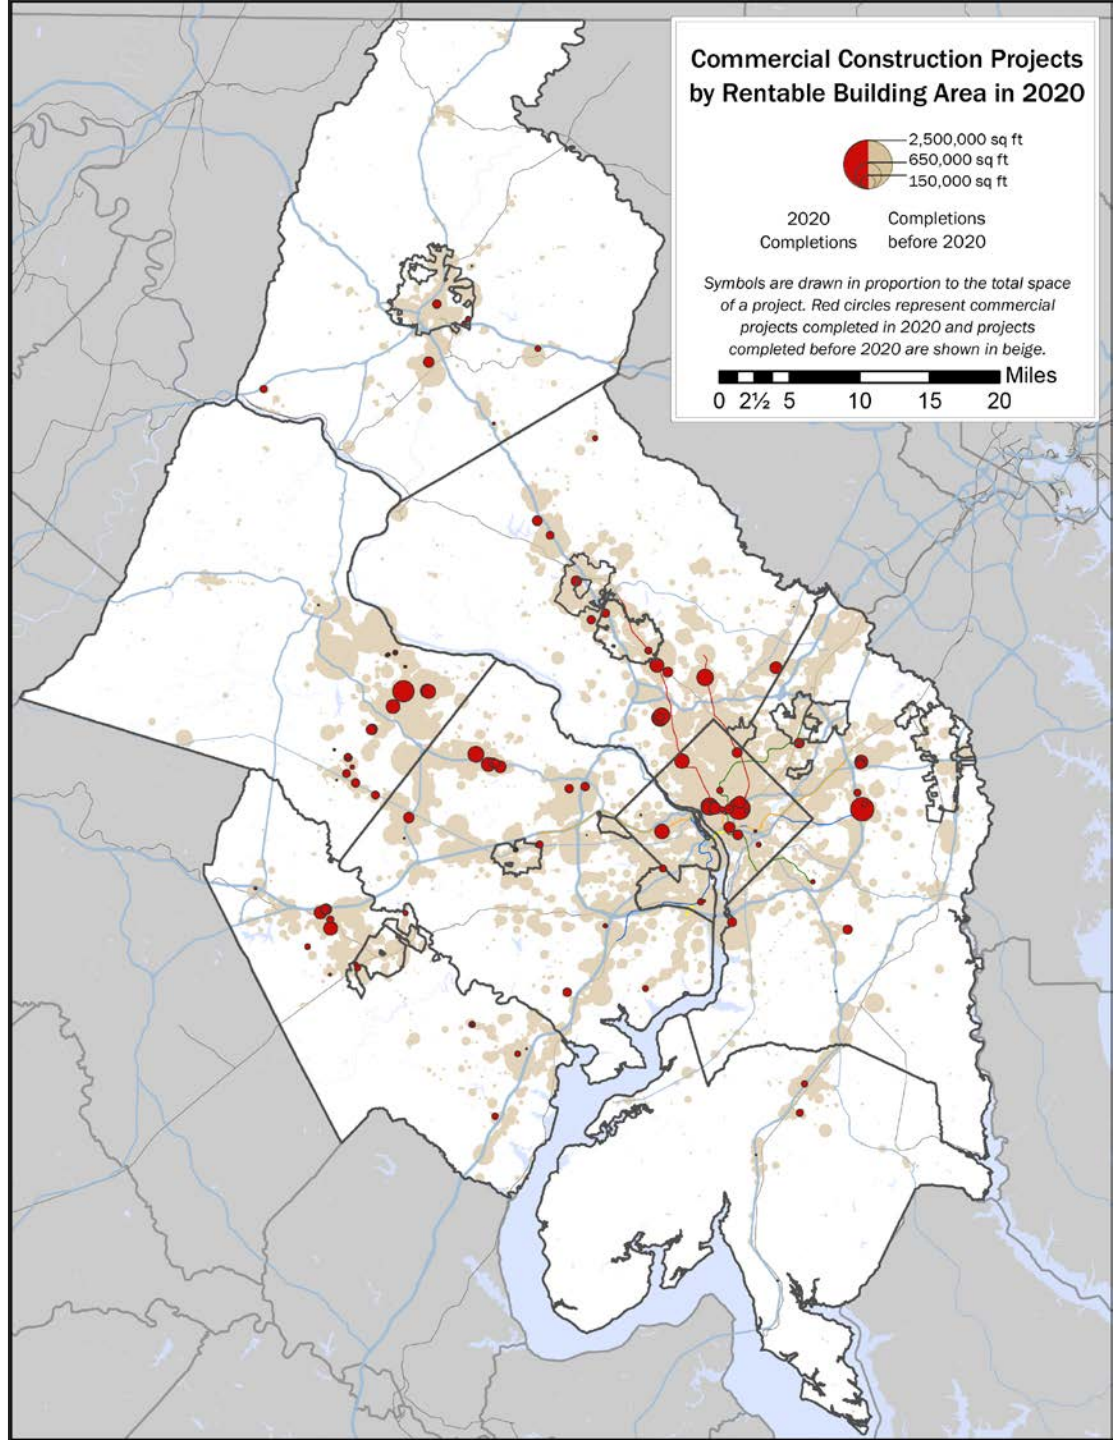 Commercial Construction Projects
by Rentable Building Area in 2020
2,500,000 sq ft
650,000 sq ft
150,000 sq ft
2020 Completions
Completions before 2020
Symbols are drawn in proportion to the total space
of a project. Red circles represent commercial
projects completed in 2020 and projects
completed before 2020 are shown in beige.
Miles
0 2½ 5 10 15 20